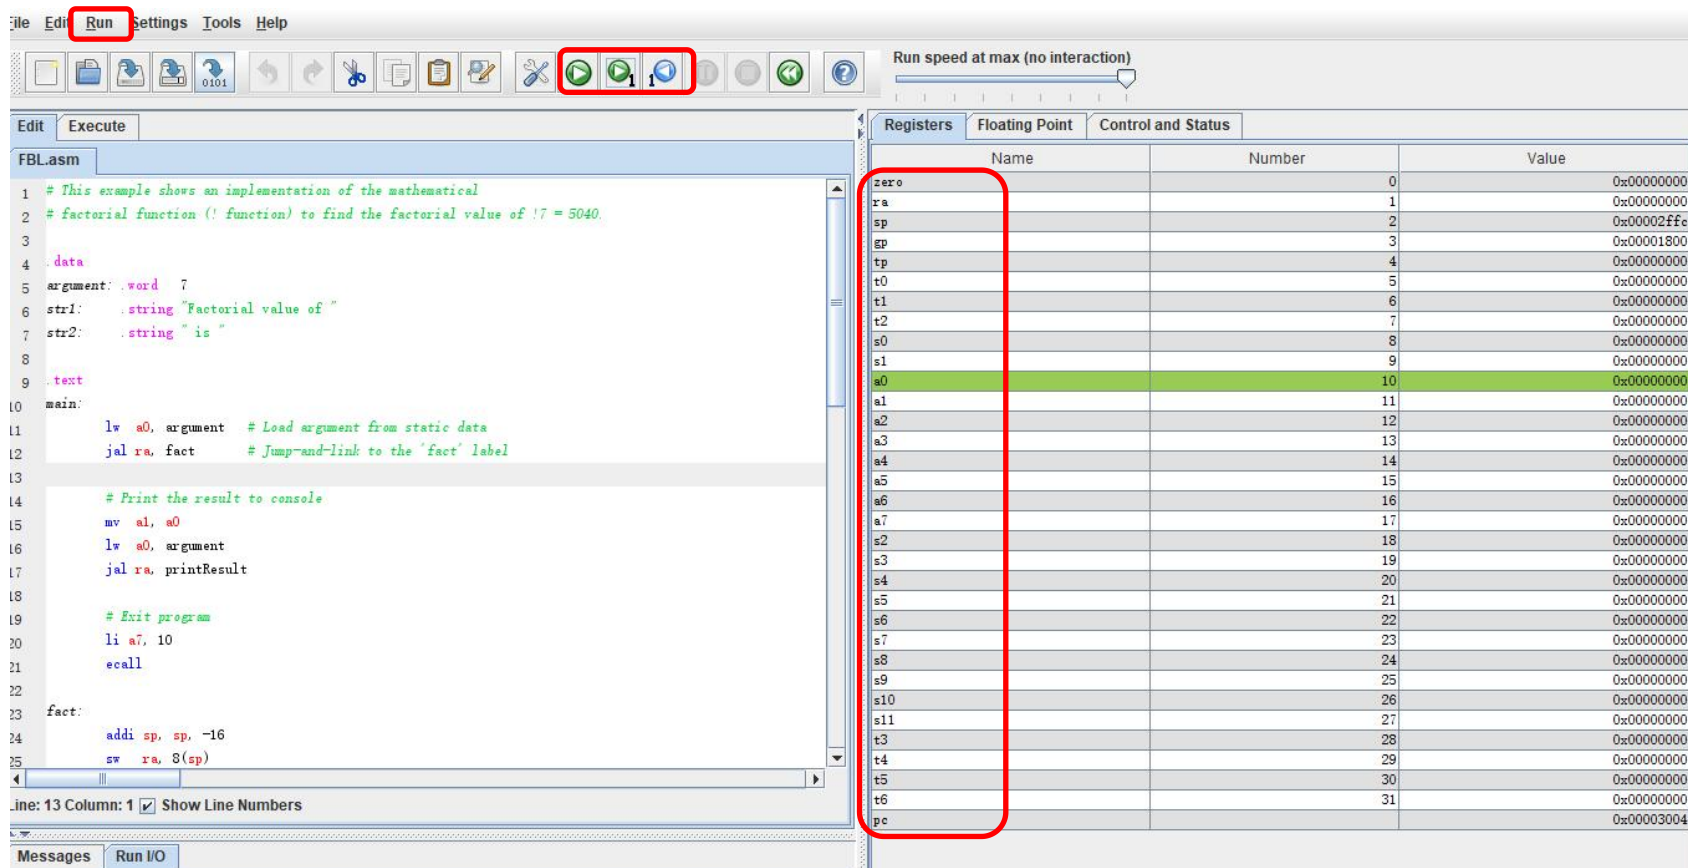 File Edit Run Settings Tools Help
Run speed at max (no interaction)
0101
1
1
Edit Execute
FBL.asm
1 # This example shows an implementation of the mathematical
2 # factorial function (! function) to find the factorial value of !7 = 5040.
3
4 .data
5 argument: .word 7
6 str1: .string "Factorial value of "
7 str2: .string " is "
8
9 .text
10 main:
11 lw a0, argument # Load argument from static data
12 jal ra, fact # Jump-and-link to the 'fact' label
13
14 # Print the result to console
15 mv a1, a0
16 lw a0, argument
17 jal ra, printResult
18
19 # Exit program
20 li a7, 10
21 ecall
22
23 fact:
24 addi sp, sp, -16
25 sw ra, 8(sp)
Line: 13 Column: 1 Show Line Numbers
Messages Run I/O
Registers Floating Point Control and Status
Name Number Value
zero 0 0x00000000
ra 1 0x00000000
sp 2 0x00002ffc
gp 3 0x00001800
tp 4 0x00000000
t0 5 0x00000000
t1 6 0x00000000
t2 7 0x00000000
s0 8 0x00000000
s1 9 0x00000000
a0 10 0x00000000
a1 11 0x00000000
a2 12 0x00000000
a3 13 0x00000000
a4 14 0x00000000
a5 15 0x00000000
a6 16 0x00000000
a7 17 0x00000000
s2 18 0x00000000
s3 19 0x00000000
s4 20 0x00000000
s5 21 0x00000000
s6 22 0x00000000
s7 23 0x00000000
s8 24 0x00000000
s9 25 0x00000000
s10 26 0x00000000
s11 27 0x00000000
t3 28 0x00000000
t4 29 0x00000000
t5 30 0x00000000
t6 31 0x00000000
pc 0x00003004